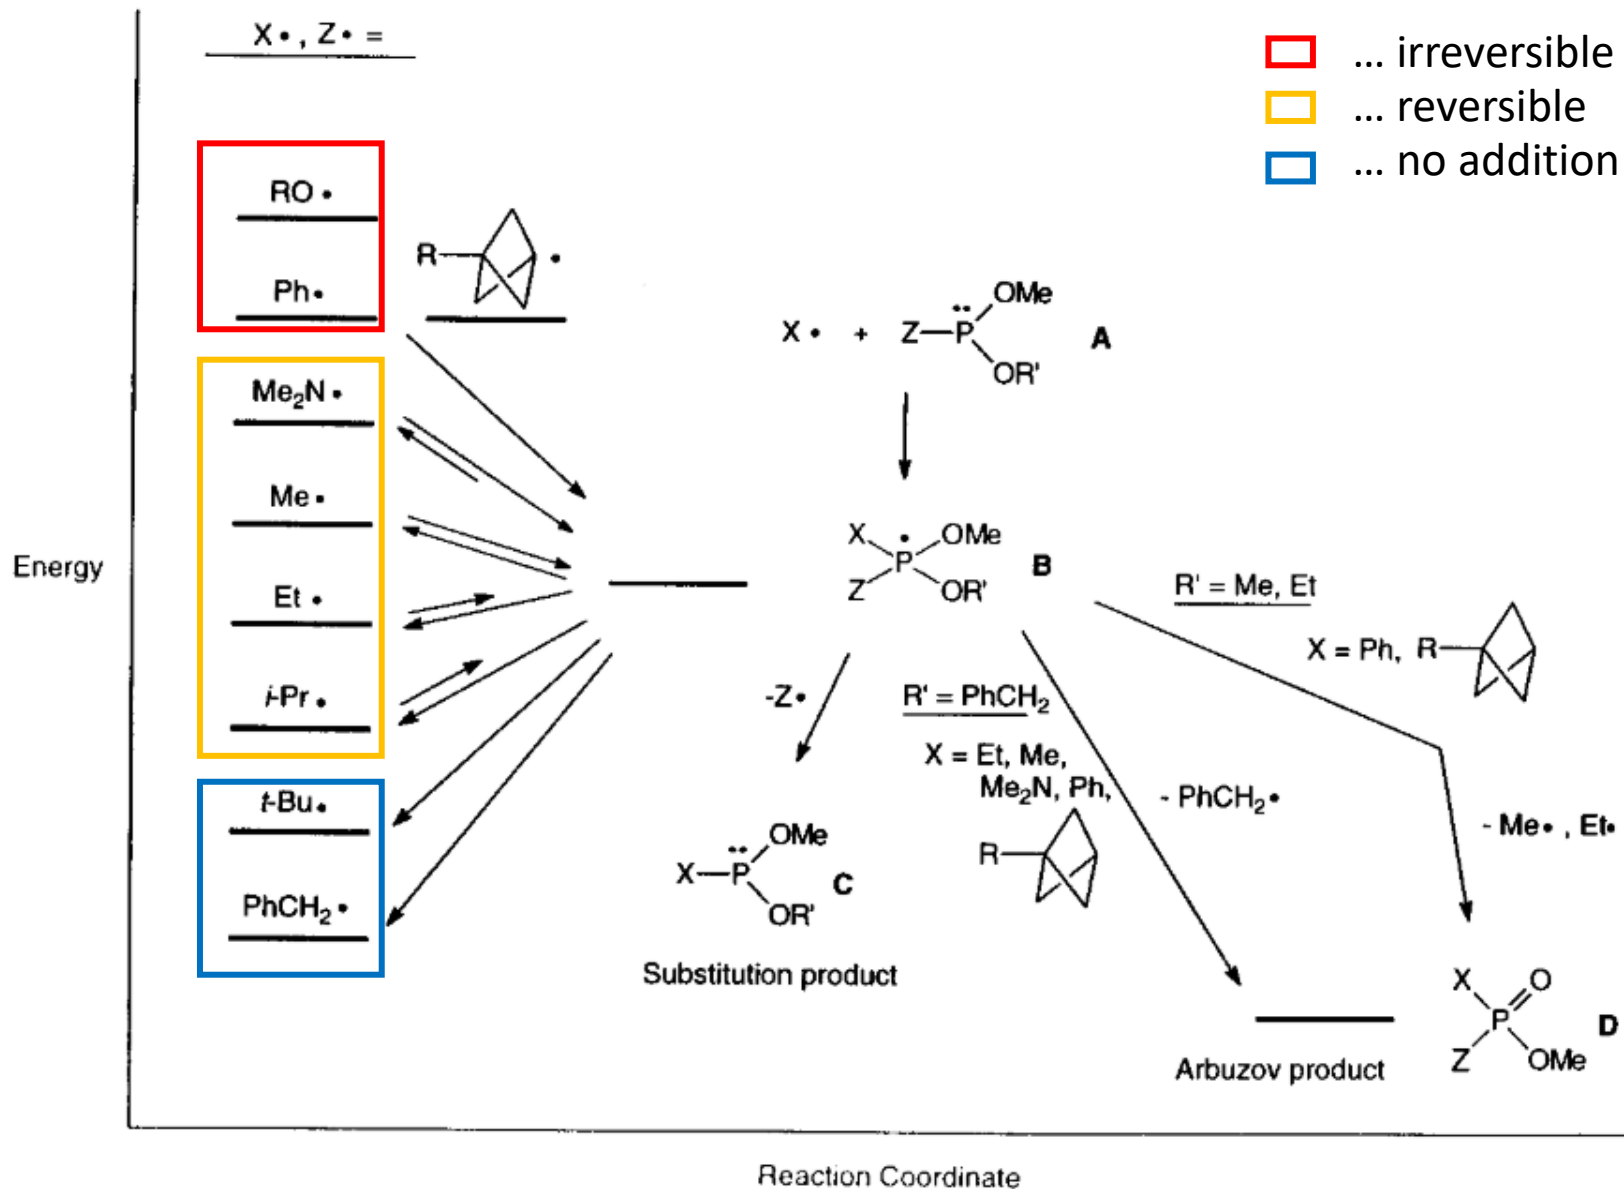 X•, Z• =
... irreversible
... reversible
... no addition
RO •
Ph•
R •
Me₂N •
Me •
Et •
i-Pr •
t-Bu •
PhCH₂ •
Energy
X • + Z—P̈ OMe OR' A
X Z P• OMe OR' B
R' = Me, Et
X = Ph, R
-Z•
R' = PhCH₂
X = Et, Me,
Me₂N, Ph,
R
- PhCH₂•
- Me• , Et•
X—P̈ OMe OR' C
Substitution product
X O P Z OMe D
Arbuzov product
Reaction Coordinate